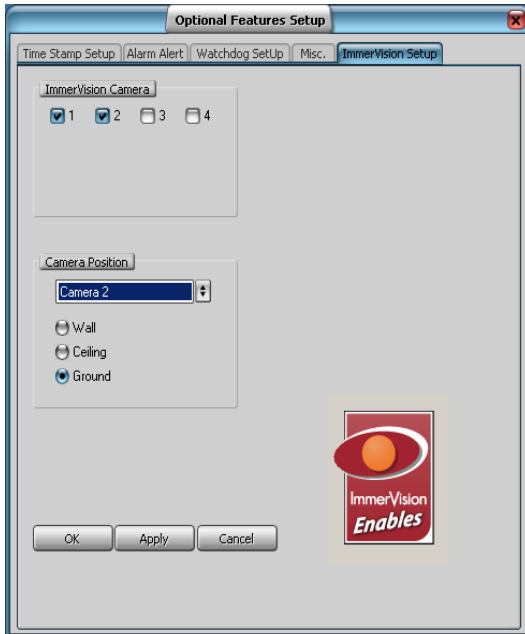 Optional Features Setup
Time Stamp Setup Alarm Alert Watchdog SetUp Misc. ImmerVision Setup
ImmerVision Camera
1 2 3 4
Camera Position
Camera 2
Wall
Ceiling
Ground
ImmerVision
Enables
OK Apply Cancel